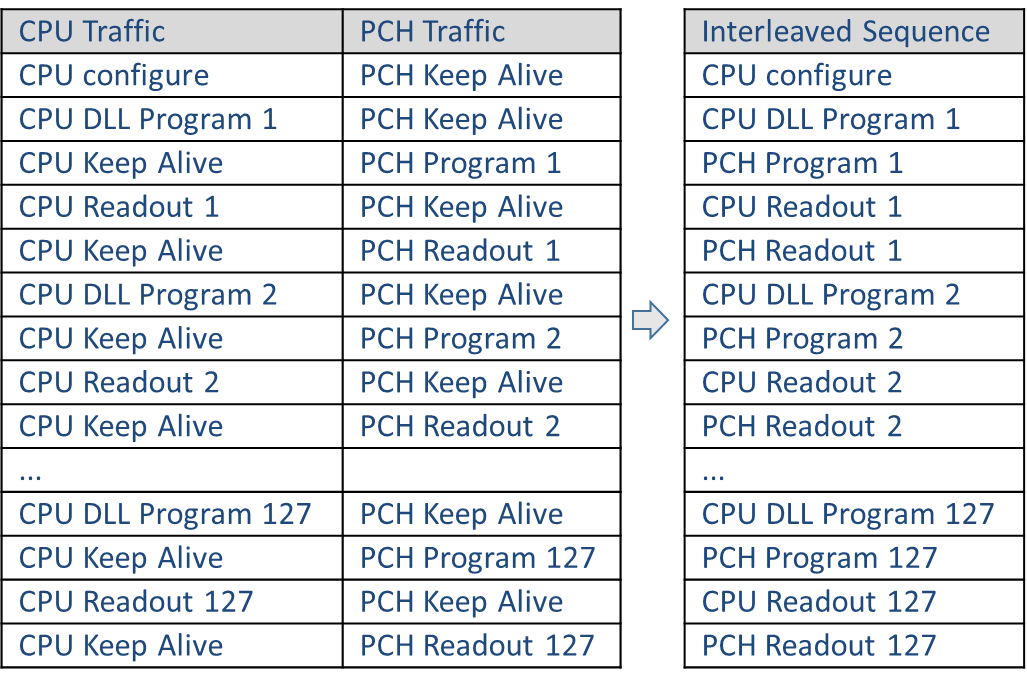 CPU Traffic PCH Traffic Interleaved Sequence
CPU configure PCH Keep Alive CPU configure
CPU DLL Program 1 PCH Keep Alive CPU DLL Program 1
CPU Keep Alive PCH Program 1 PCH Program 1
CPU Readout 1 PCH Keep Alive CPU Readout 1
CPU Keep Alive PCH Readout 1 PCH Readout 1
CPU DLL Program 2 PCH Keep Alive CPU DLL Program 2
CPU Keep Alive PCH Program 2 PCH Program 2
CPU Readout 2 PCH Keep Alive CPU Readout 2
CPU Keep Alive PCH Readout 2 PCH Readout 2
... ...
CPU DLL Program 127 PCH Keep Alive CPU DLL Program 127
CPU Keep Alive PCH Program 127 PCH Program 127
CPU Readout 127 PCH Keep Alive CPU Readout 127
CPU Keep Alive PCH Readout 127 PCH Readout 127